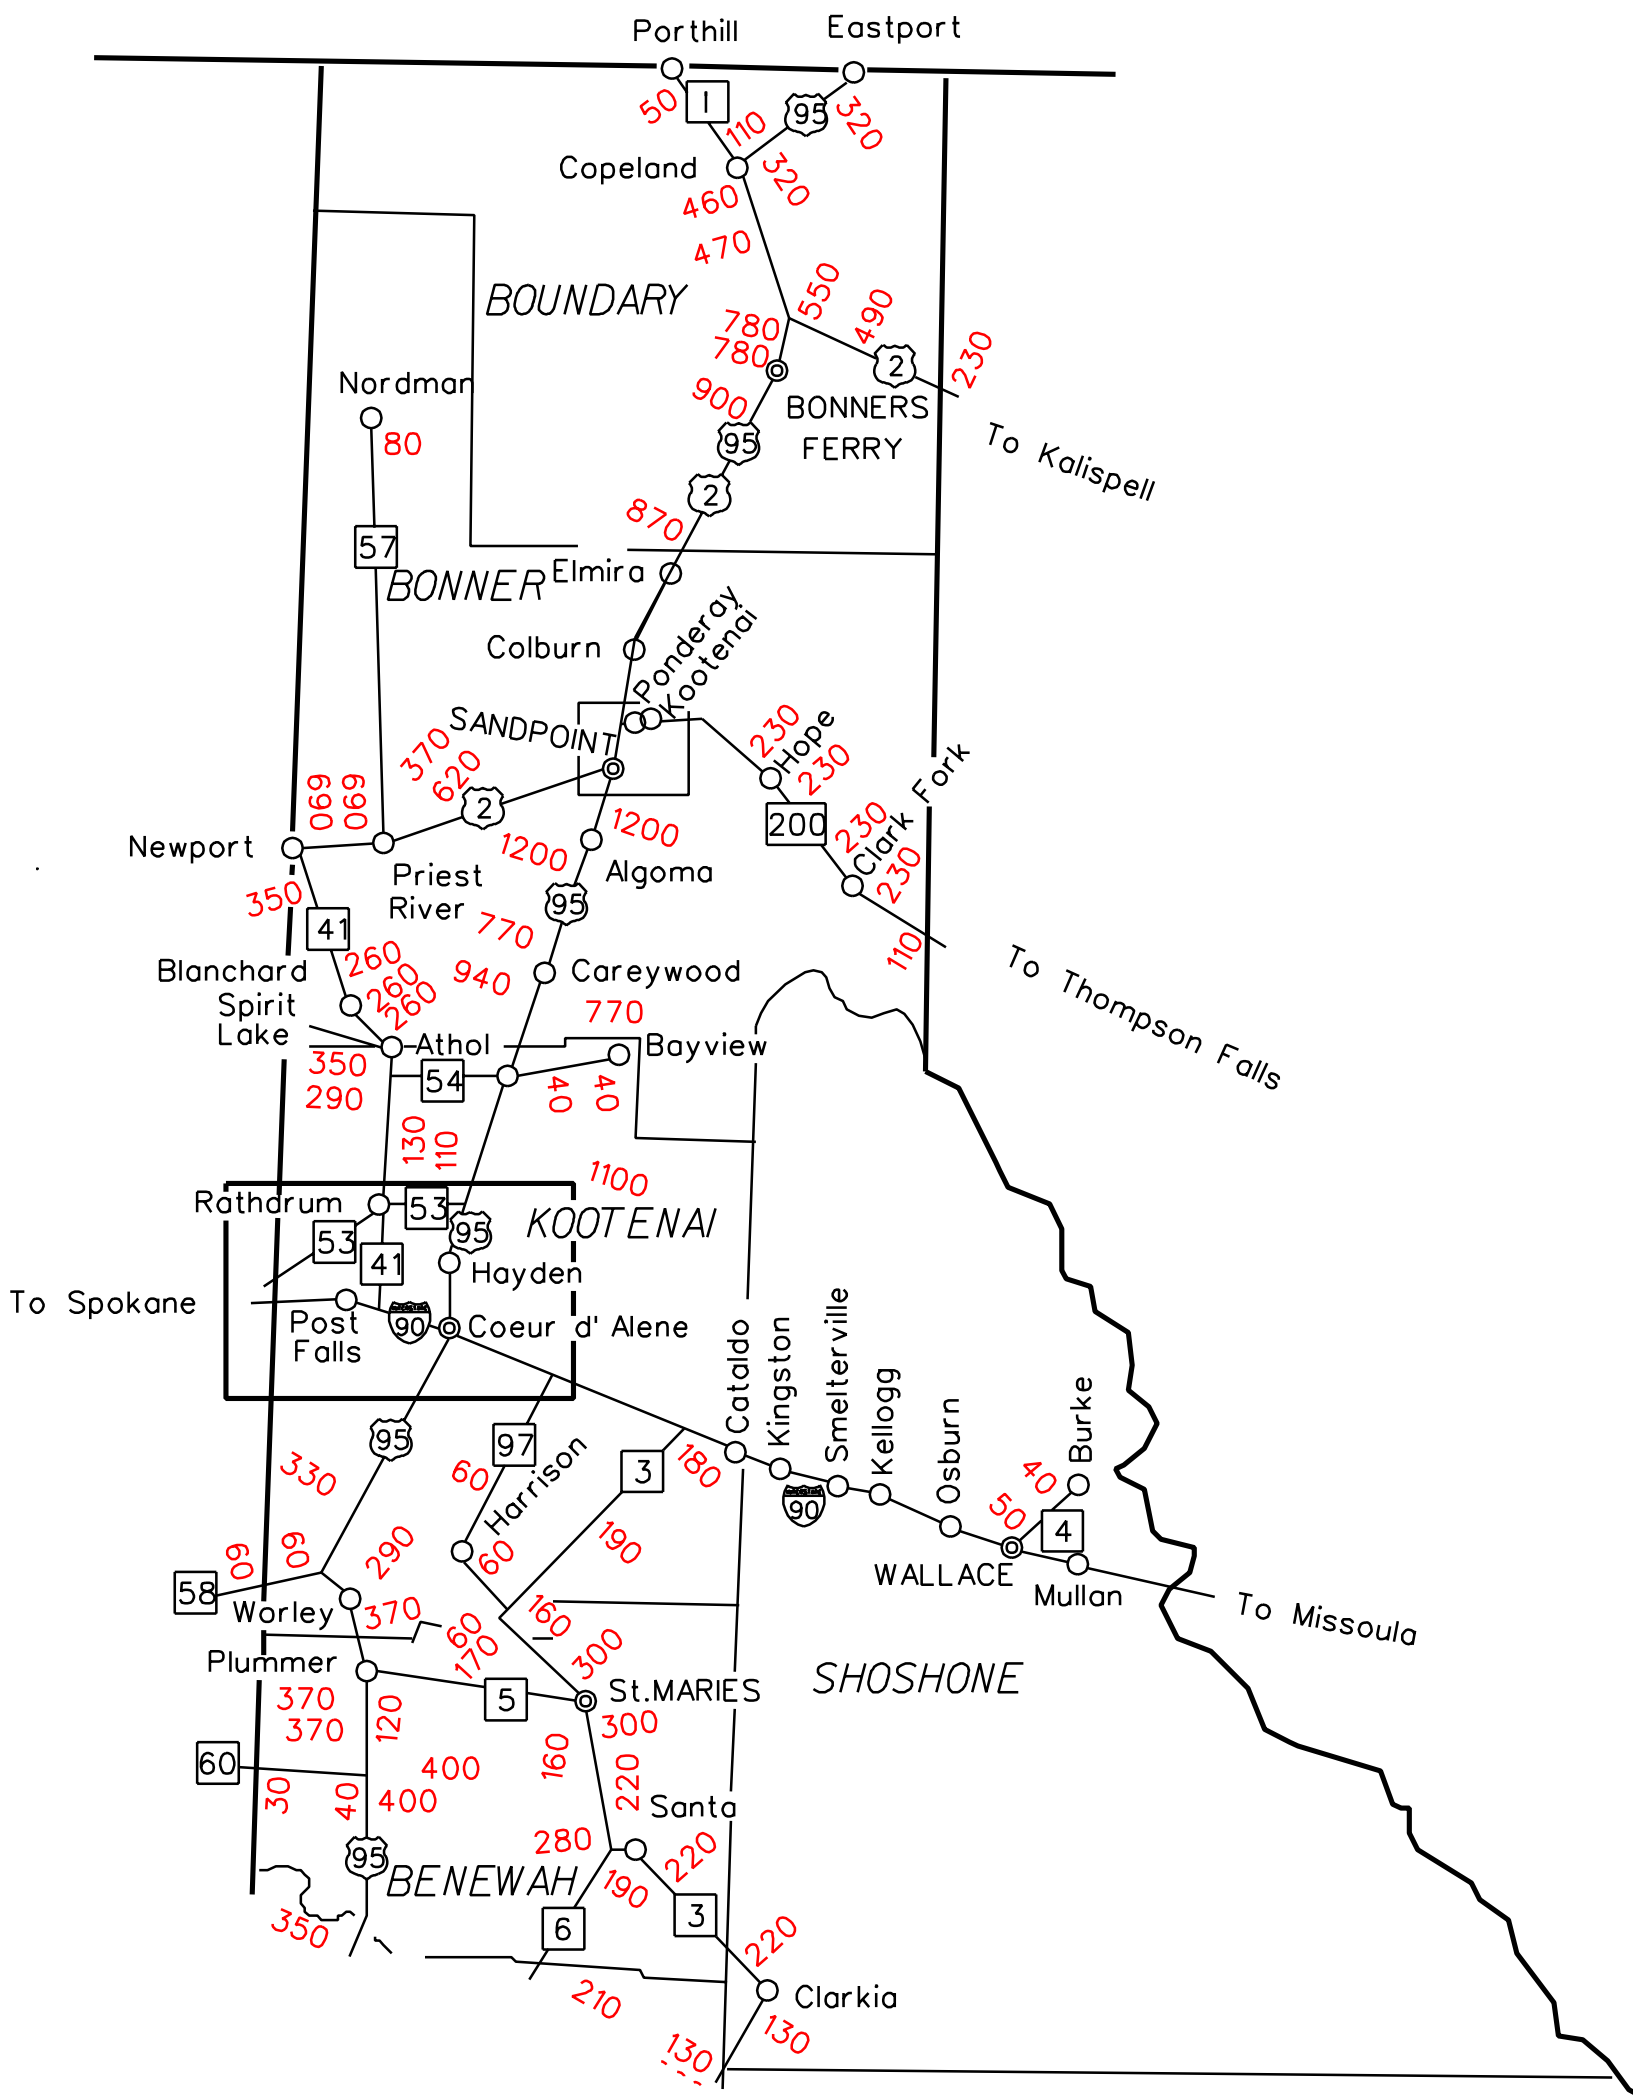 Porthill
Eastport
50
1
110
95
320
Copeland
320
460
470
BOUNDARY
550
490
780
780
2
230
Nordman
80
900
BONNERS
FERRY
95
To Kalispell
2
870
57
BONNER
Elmira
Colburn
Ponderay
Kootenai
SANDPOINT
370
620
2
230
Hope
230
690
690
1200
1200
200
230
Clark Fork
230
Newport
Priest
River
Algoma
350
41
770
95
110
To Thompson Falls
Blanchard
260
940
Careywood
Spirit
Lake
260
260
770
Athol
Bayview
350
290
54
40
40
130
110
1100
Rathdrum
53
KOOTENAI
53
95
41
Hayden
To Spokane
Post
Falls
90
Coeur d' Alene
Cataldo
Kingston
Smelterville
Kellogg
Osburn
Burke
95
97
Harrison
330
60
3
180
90
40
50
4
60
60
290
60
190
58
WALLACE
Mullan
Worley
370
60
170
160
300
To Missoula
Plummer
SHOSHONE
370
370
120
5
St.MARIES
300
60
30
40
400
400
160
220
Santa
95
280
220
BENEWAH
190
350
6
3
220
210
Clarkia
130
130